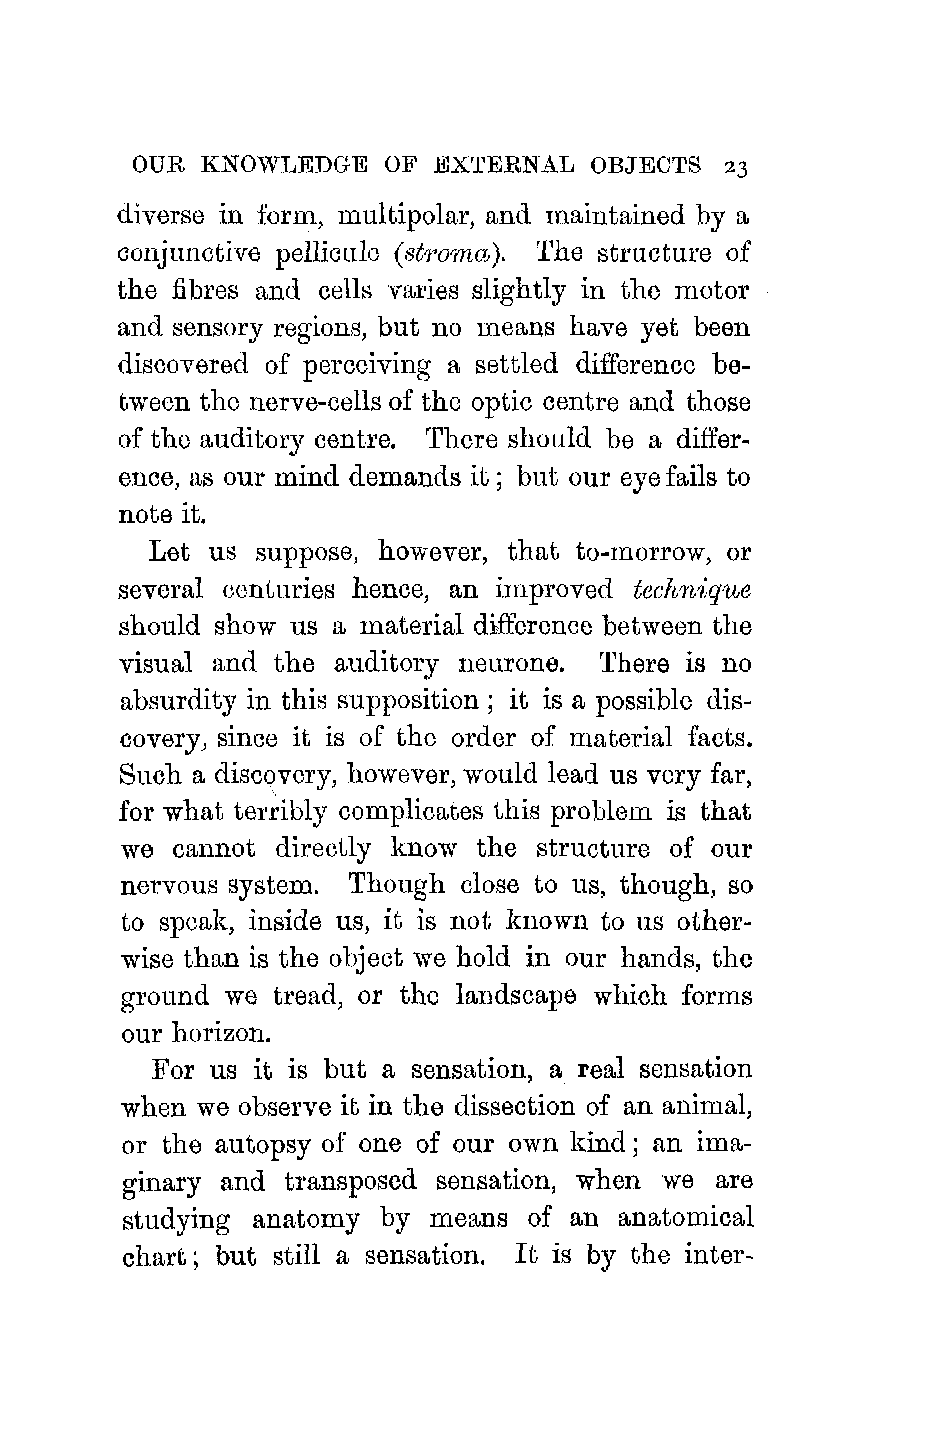 OUR KNOWLEDGE OF EXTERNAL OBJECTS 23
diverse in form, multipolar, and maintained by a
conjunctive pellicule (stroma). The structure of
the fibres and cells varies slightly in the motor
and sensory regions, but no means have yet been
discovered of perceiving a settled difference be-
tween the nerve-cells of the optic centre and those
of the auditory centre. There should be a differ-
ence, as our mind demands it; but our eye fails to
note it.
Let us suppose, however, that to-morrow, or
several centuries hence, an improved technique
should show us a material difference between the
visual and the auditory neurone. There is no
absurdity in this supposition; it is a possible dis-
covery, since it is of the order of material facts.
Such a discovery, however, would lead us very far,
for what terribly complicates this problem is that
we cannot directly know the structure of our
nervous system. Though close to us, though, so
to speak, inside us, it is not known to us other-
wise than is the object we hold in our hands, the
ground we tread, or the landscape which forms
our horizon.
For us it is but a sensation, a real sensation
when we observe it in the dissection of an animal,
or the autopsy of one of our own kind; an ima-
ginary and transposed sensation, when we are
studying anatomy by means of an anatomical
chart; but still a sensation. It is by the inter-